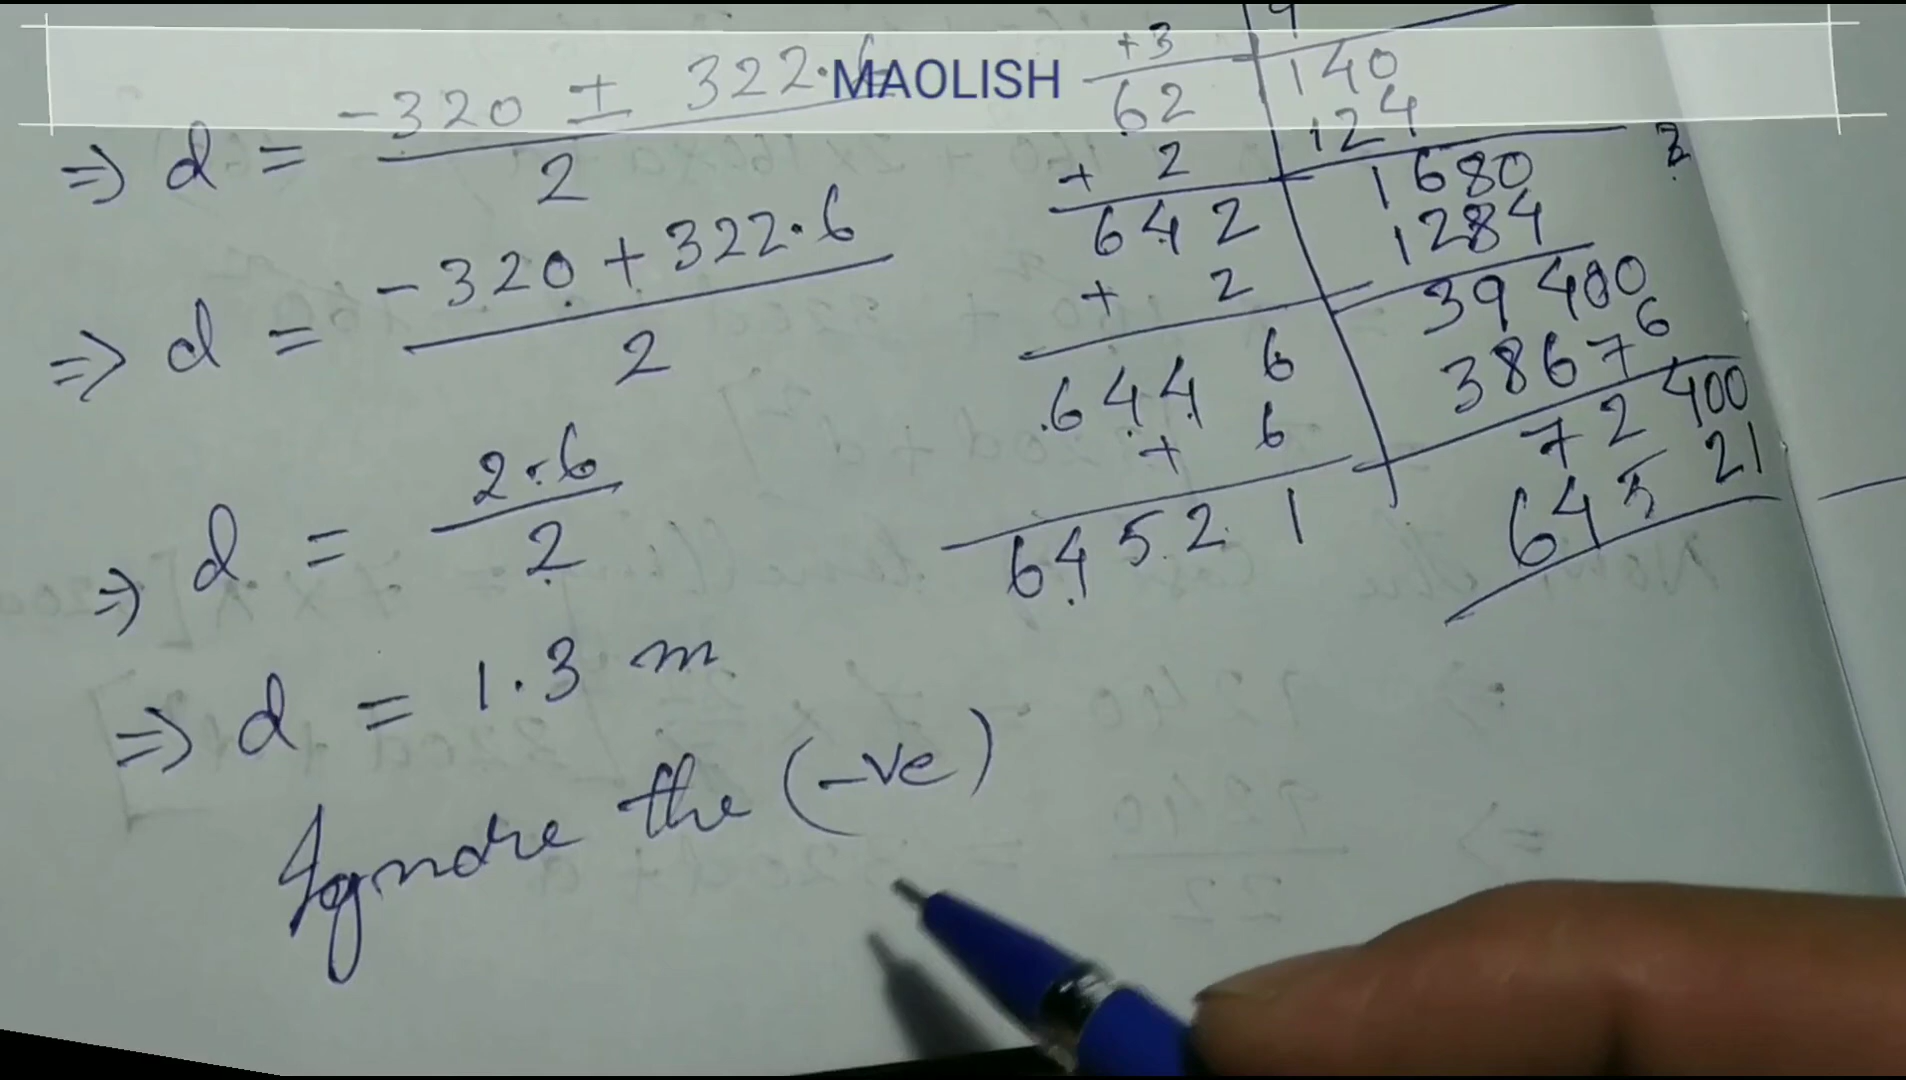 MAOLISH
⇒ d = -320 ± 322.6 / 2
⇒ d = -320 + 322.6 / 2
⇒ d = 2.6 / 2
⇒ d = 1.3 m
Ignore the (-ve)
+3
62 140
124
+ 2
642 1680
1284
+ 2
6446 39400
38676
+ 6
64521 72400
64521